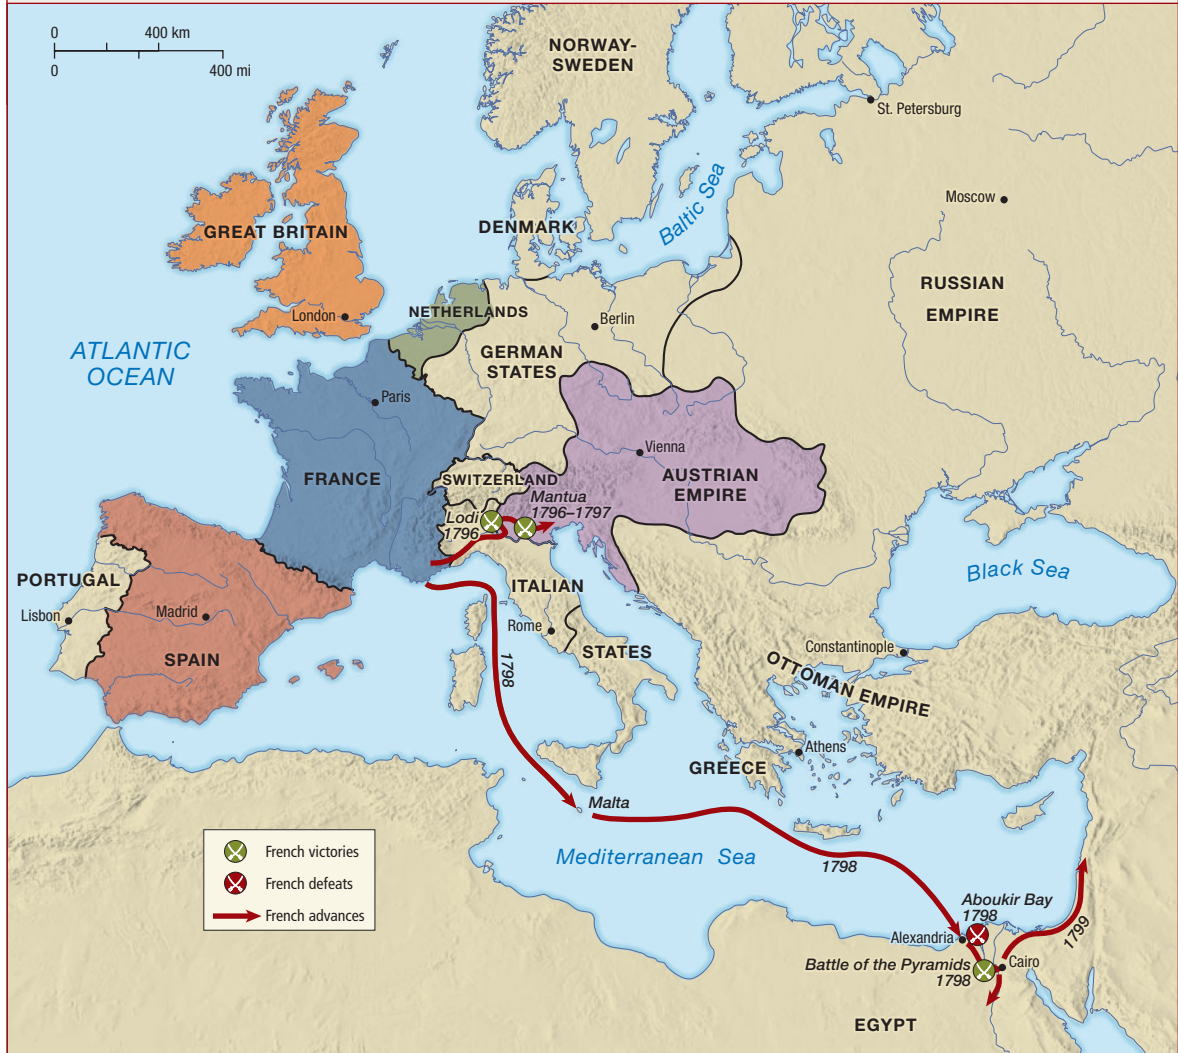 0 400 km
0 400 mi
NORWAY-
SWEDEN
St. Petersburg
Moscow
Baltic Sea
DENMARK
GREAT BRITAIN
RUSSIAN
EMPIRE
London
NETHERLANDS
Berlin
ATLANTIC
OCEAN
GERMAN
STATES
Paris
Vienna
FRANCE
SWITZERLAND
AUSTRIAN
EMPIRE
Mantua
1796–1797
Lodi
1796
PORTUGAL
Lisbon
Madrid
SPAIN
ITALIAN
STATES
Rome
Black Sea
Constantinople
OTTOMAN EMPIRE
1798
Athens
GREECE
Malta
Mediterranean Sea
1798
French victories
French defeats
French advances
Aboukir Bay
1798
Alexandria
1799
Battle of the Pyramids
1798
Cairo
EGYPT